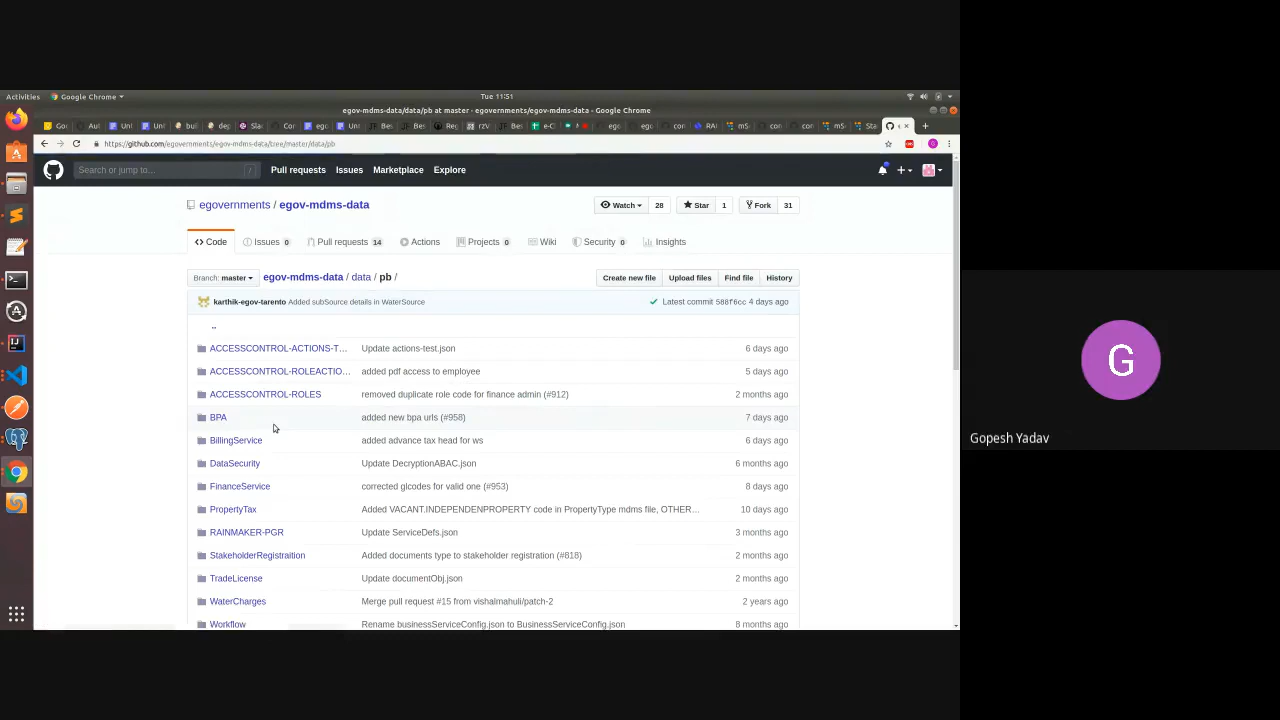 Activities
Google Chrome
Tue 11:51
egov-mdms-data/data/pb at master · egovernments/egov-mdms-data - Google Chrome
https://github.com/egovernments/egov-mdms-data/tree/master/data/pb
Search or jump to...
/
Pull requests
Issues
Marketplace
Explore
egovernments / egov-mdms-data
Watch 28
Star 1
Fork 31
Code
Issues 0
Pull requests 14
Actions
Projects 0
Wiki
Security 0
Insights
Branch: master
egov-mdms-data / data / pb /
Create new file
Upload files
Find file
History
karthik-egov-tarento Added subSource details in WaterSource
Latest commit 588f6cc 4 days ago
..
ACCESSCONTROL-ACTIONS-T... Update actions-test.json 6 days ago
ACCESSCONTROL-ROLEACTIO... added pdf access to employee 5 days ago
ACCESSCONTROL-ROLES removed duplicate role code for finance admin (#912) 2 months ago
BPA added new bpa urls (#958) 7 days ago
BillingService added advance tax head for ws 6 days ago
DataSecurity Update DecryptionABAC.json 6 months ago
FinanceService corrected glcodes for valid one (#953) 8 days ago
PropertyTax Added VACANT.INDEPENDENPROPERTY code in PropertyType mdms file, OTHER... 10 days ago
RAINMAKER-PGR Update ServiceDefs.json 3 months ago
StakeholderRegistraition Added documents type to stakeholder registration (#818) 2 months ago
TradeLicense Update documentObj.json 2 months ago
WaterCharges Merge pull request #15 from vishalmahuli/patch-2 2 years ago
Workflow Rename businessServiceConfig.json to BusinessServiceConfig.json 8 months ago
G
Gopesh Yadav